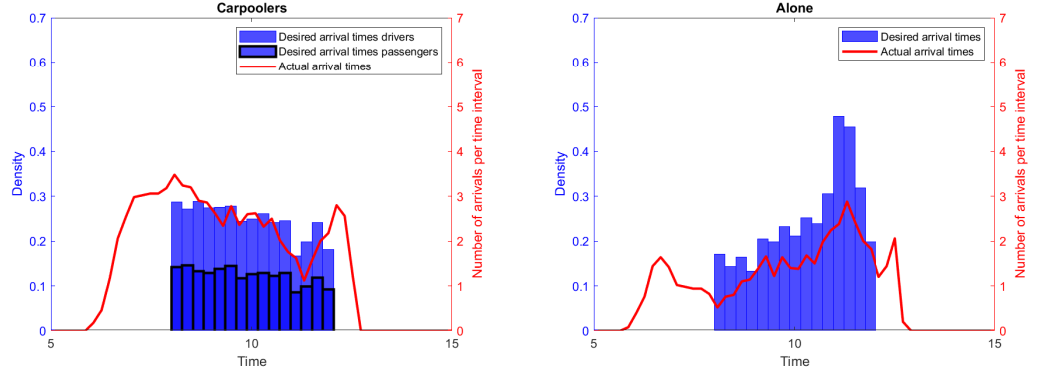 Carpoolers
0.7
0.6
0.5
0.4
0.3
0.2
0.1
0
Density
7
6
5
4
3
2
1
0
Number of arrivals per time interval
Desired arrival times drivers
Desired arrival times passengers
Actual arrival times
5
10
15
Time
Alone
0.7
0.6
0.5
0.4
0.3
0.2
0.1
0
Density
7
6
5
4
3
2
1
0
Number of arrivals per time interval
Desired arrival times
Actual arrival times
5
10
15
Time